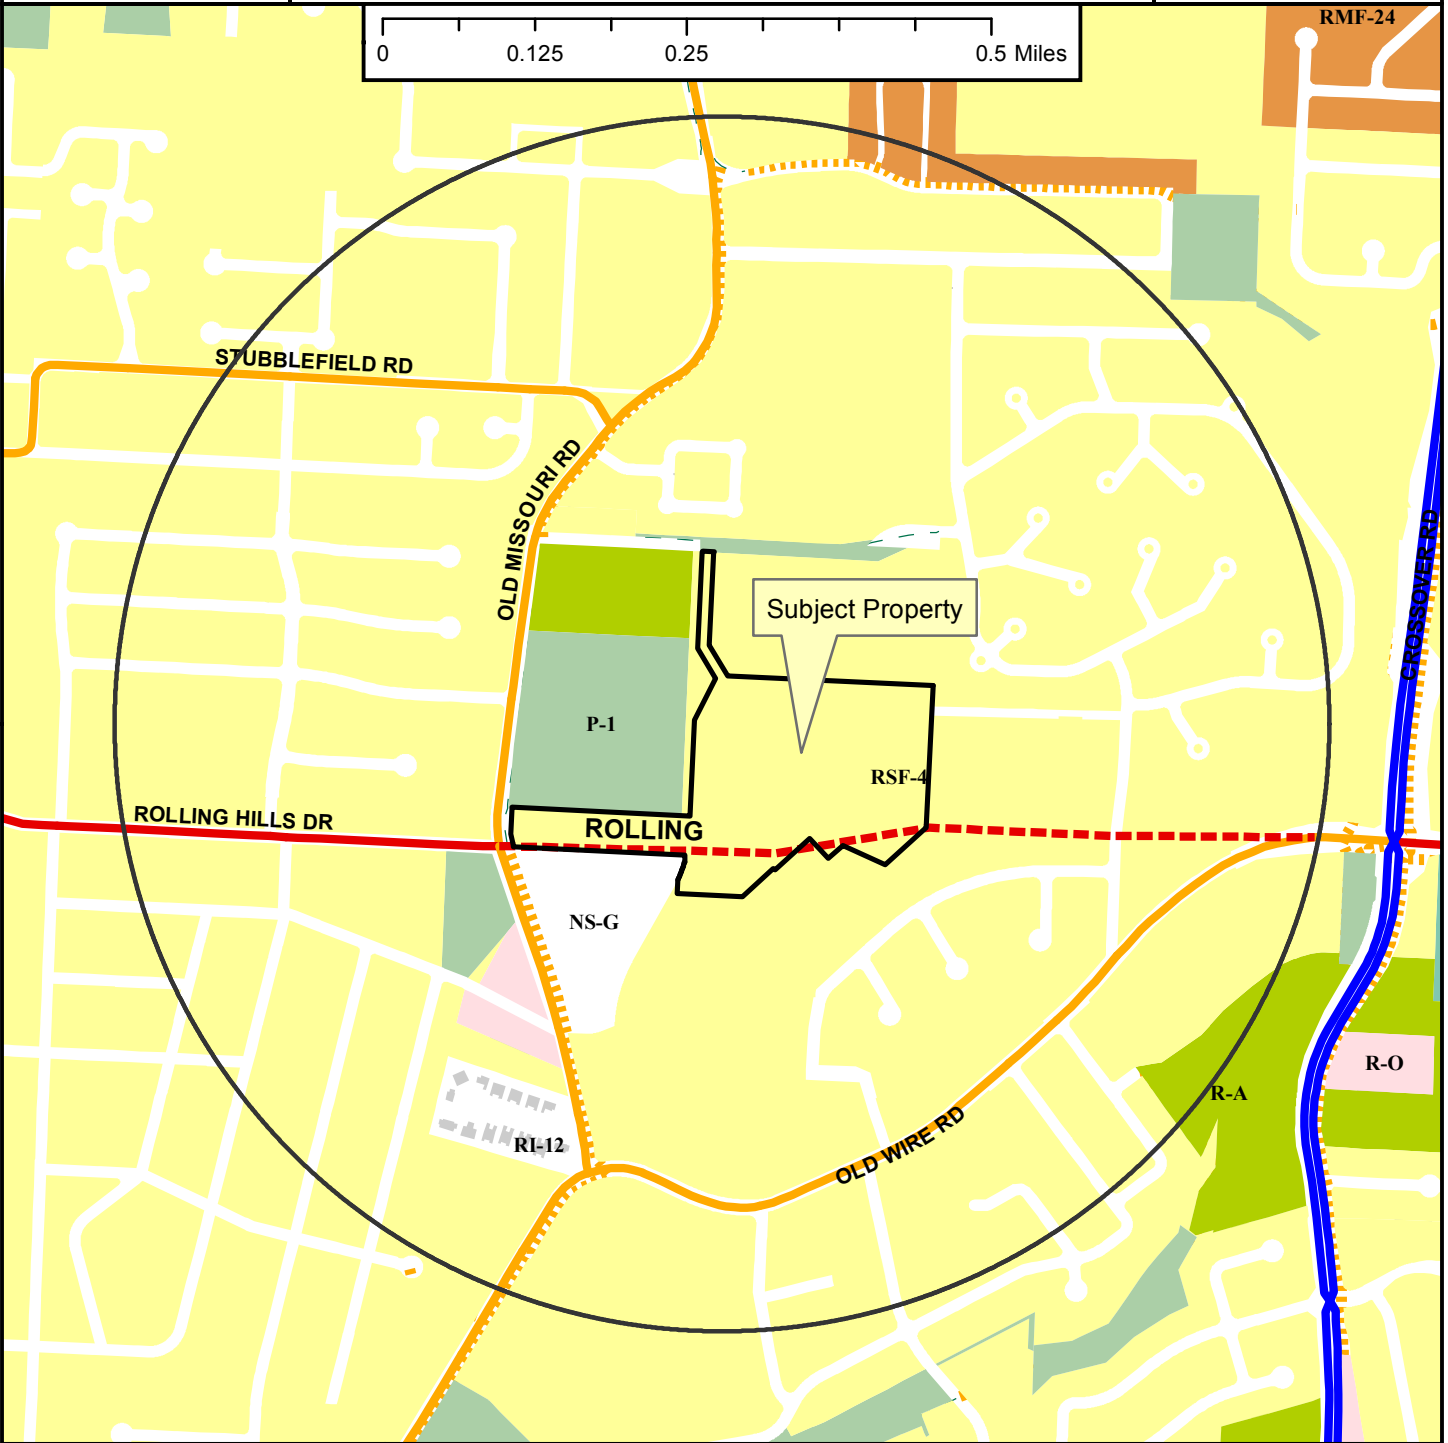 RMF-24
0 0.125 0.25 0.5 Miles
STUBBLEFIELD RD
OLD MISSOURI RD
CROSSOVER RD
Subject Property
P-1
RSF-4
ROLLING HILLS DR
ROLLING
NS-G
R-O
R-A
RI-12
OLD WIRE RD